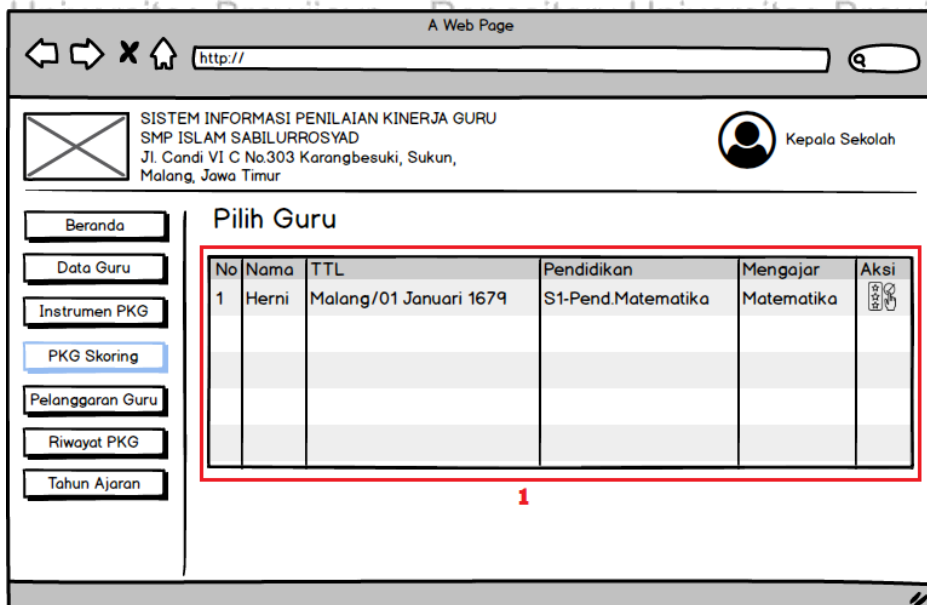 A Web Page
http://
SISTEM INFORMASI PENILAIAN KINERJA GURU
SMP ISLAM SABILURROSYAD
Jl. Candi VI C No.303 Karangbesuki, Sukun,
Malang, Jawa Timur
Kepala Sekolah
Beranda
Data Guru
Instrumen PKG
PKG Skoring
Pelanggaran Guru
Riwayat PKG
Tahun Ajaran
Pilih Guru
No Nama TTL Pendidikan Mengajar Aksi
1 Herni Malang/01 Januari 1679 S1-Pend.Matematika Matematika
1